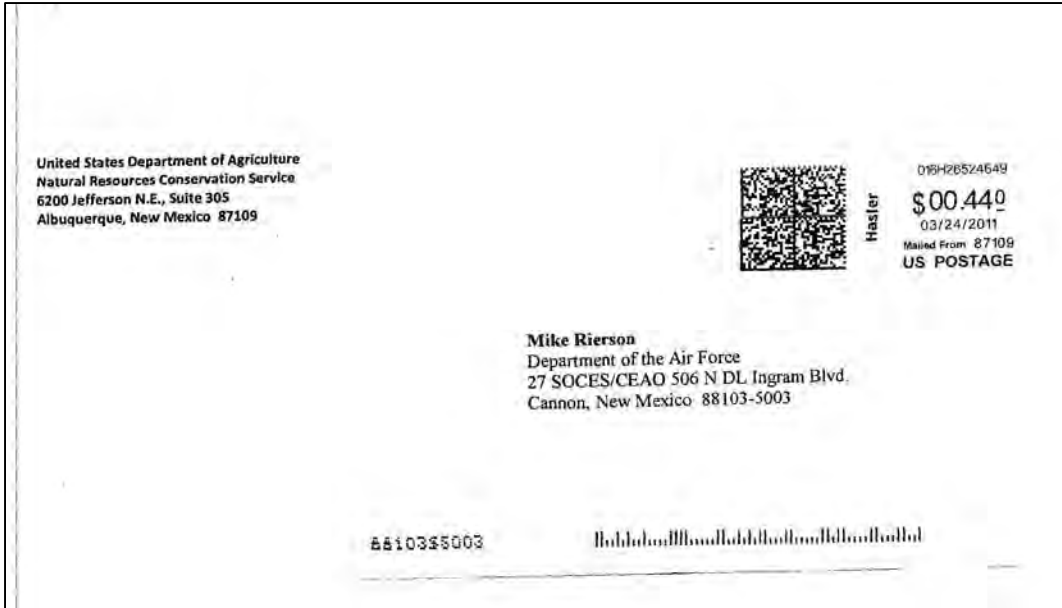 United States Department of Agriculture
Natural Resources Conservation Service
6200 Jefferson N.E., Suite 305
Albuquerque, New Mexico 87109
Hasler
016H26524649
$00.440
03/24/2011
Mailed From 87109
US POSTAGE
Mike Rierson
Department of the Air Force
27 SOCES/CEAO 506 N DL Ingram Blvd.
Cannon, New Mexico 88103-5003
88103$5003